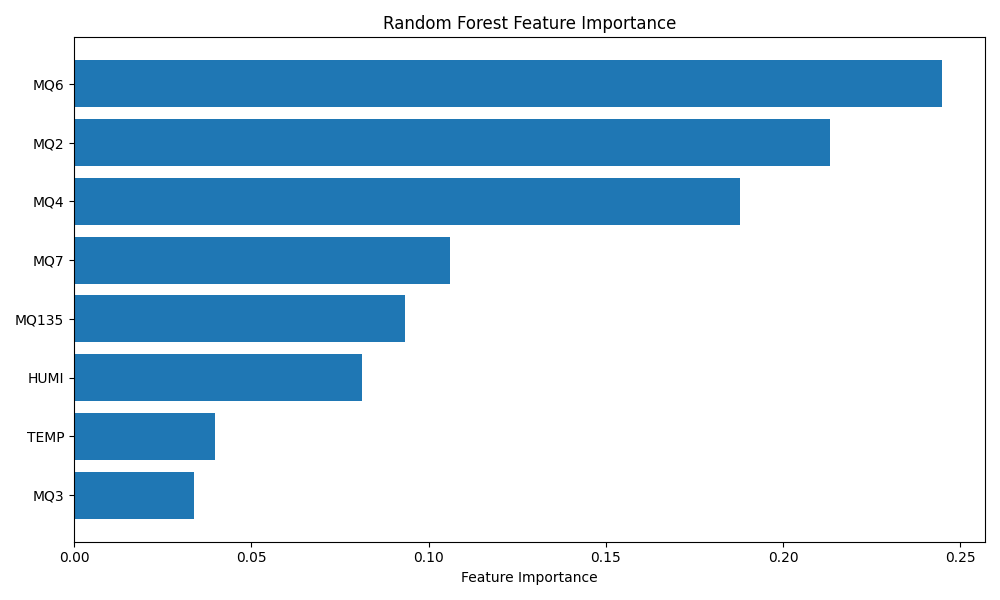 Random Forest Feature Importance
MQ6
MQ2
MQ4
MQ7
MQ135
HUMI
TEMP
MQ3
0.00 0.05 0.10 0.15 0.20 0.25
Feature Importance